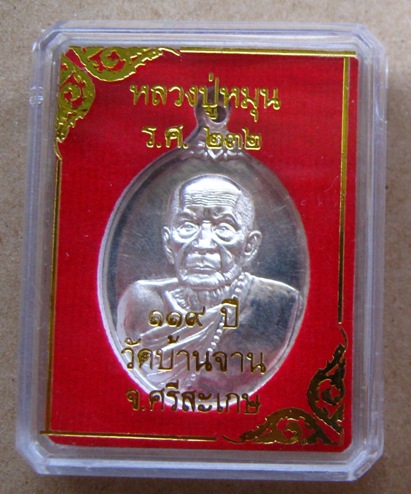 หลวงปู่หมุน
ร.ศ. ๒๓๒
๑๑๙ ปี
วัดบ้านจาน
จ.ศรีสะเกษ